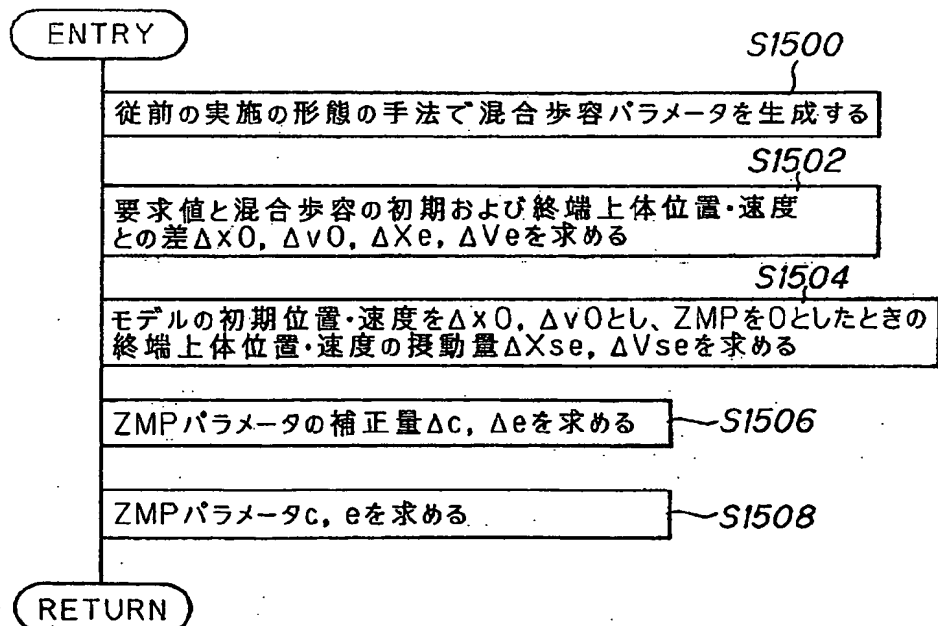 ENTRY
S1500
従前の実施の形態の手法で混合歩容パラメータを生成する
S1502
要求値と混合歩容の初期および終端上体位置・速度
との差Δx0, Δv0, ΔXe, ΔVeを求める
S1504
モデルの初期位置・速度をΔx0, Δv0とし、ZMPを0としたときの
終端上体位置・速度の摂動量ΔXse, ΔVseを求める
ZMPパラメータの補正量Δc, Δeを求める
S1506
ZMPパラメータc, eを求める
S1508
RETURN